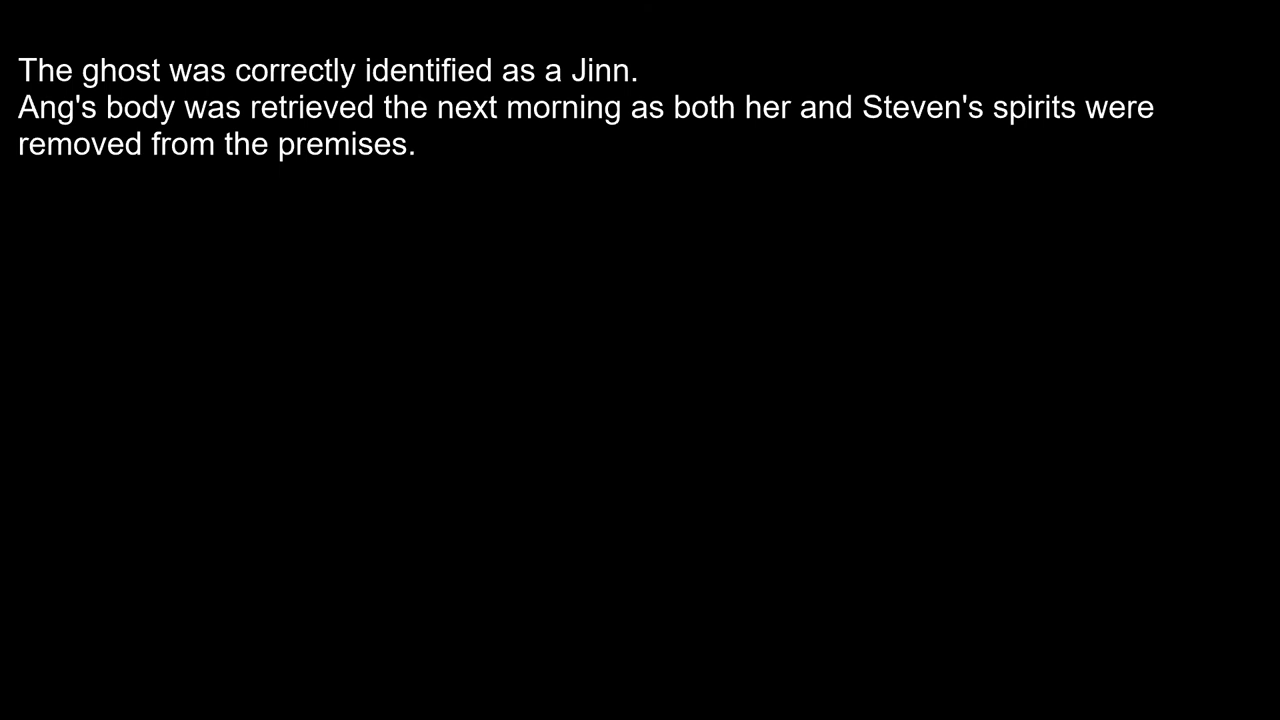 The ghost was correctly identified as a Jinn.
Ang's body was retrieved the next morning as both her and Steven's spirits were
removed from the premises.